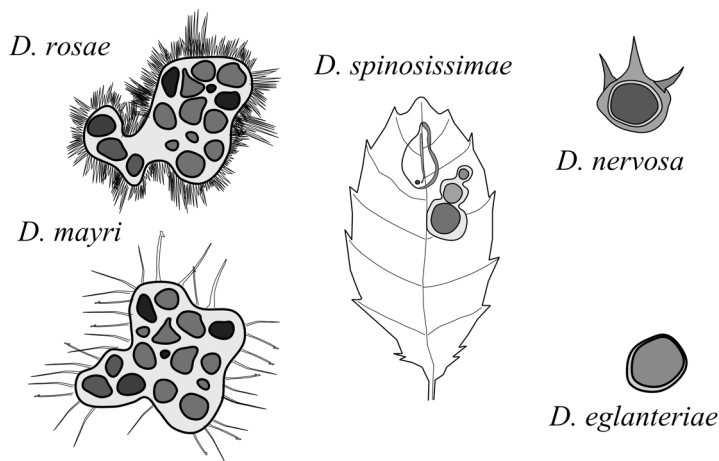 D. rosae
D. spinosissimae
D. nervosa
D. mayri
D. eglanteriae